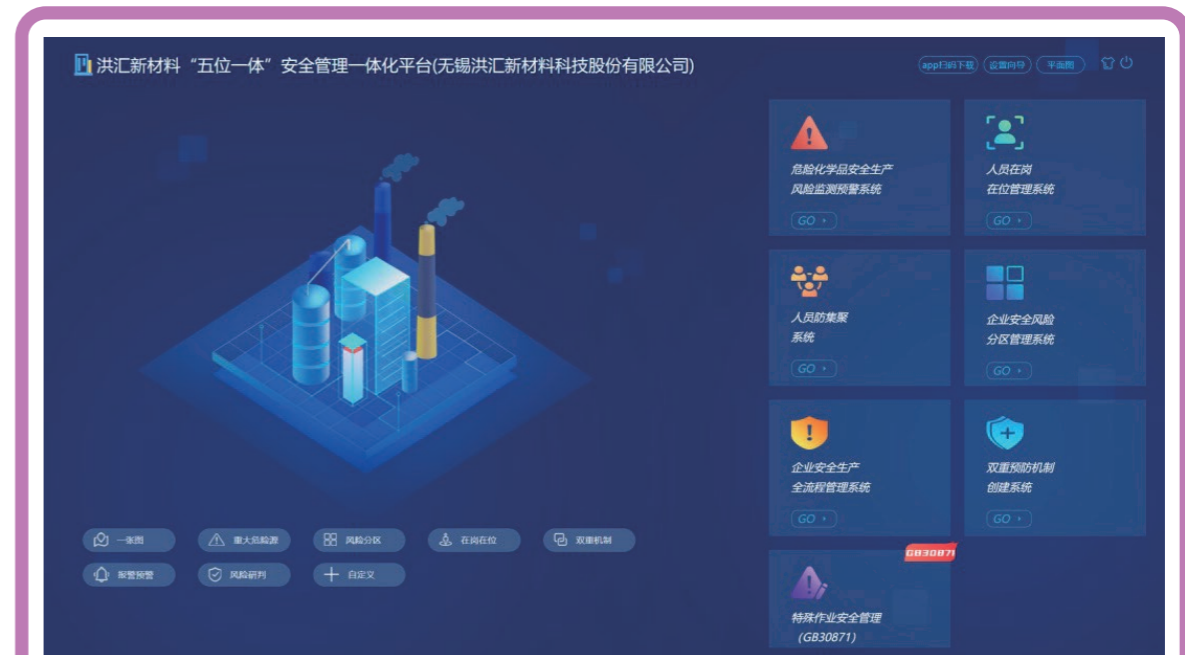 洪汇新材料“五位一体”安全管理一体化平台(无锡洪汇新材料科技股份有限公司)
app扫码下载 设置向导 平面图
危险化学品安全生产
风险监测预警系统
GO
人员在岗
在位管理系统
GO
人员防集聚
系统
GO
企业安全风险
分区管理系统
GO
企业安全生产
全流程管理系统
GO
双重预防机制
创建系统
GO
一张图 重大危险源 风险分区 在岗在位 双重机制
报警预警 风险研判 自定义
GB30871
特殊作业安全管理
(GB30871)